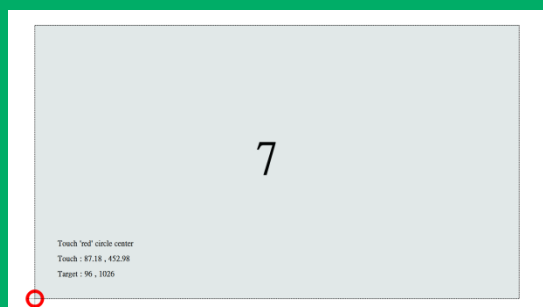 7
Touch 'red' circle center
Touch : 87.18 , 452.98
Target : 96 , 1026